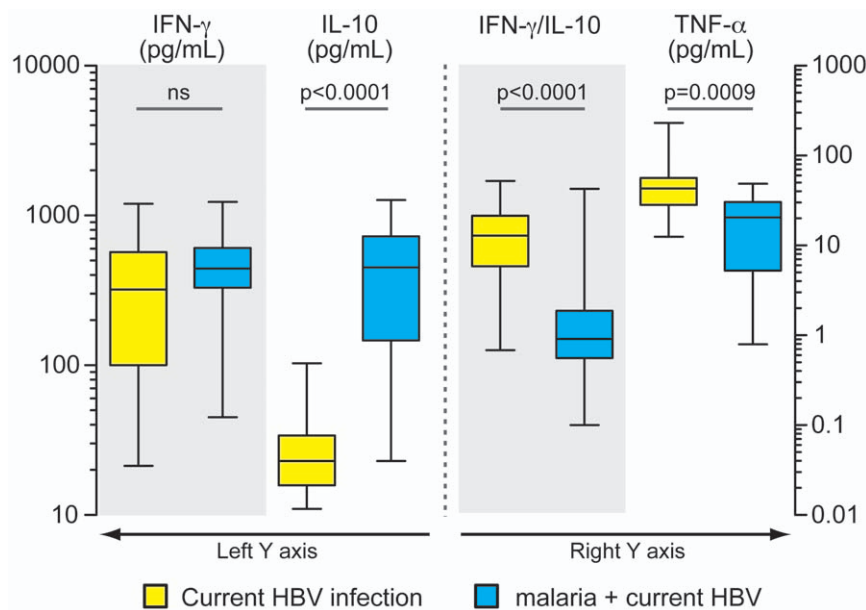 IFN-γ IL-10 IFN-γ/IL-10 TNF-α
(pg/mL) (pg/mL) (pg/mL)
10000 1000
ns p<0.0001 p<0.0001 p=0.0009
100
1000
10
100 1
0.1
10 0.01
Left Y axis Right Y axis
Current HBV infection malaria + current HBV